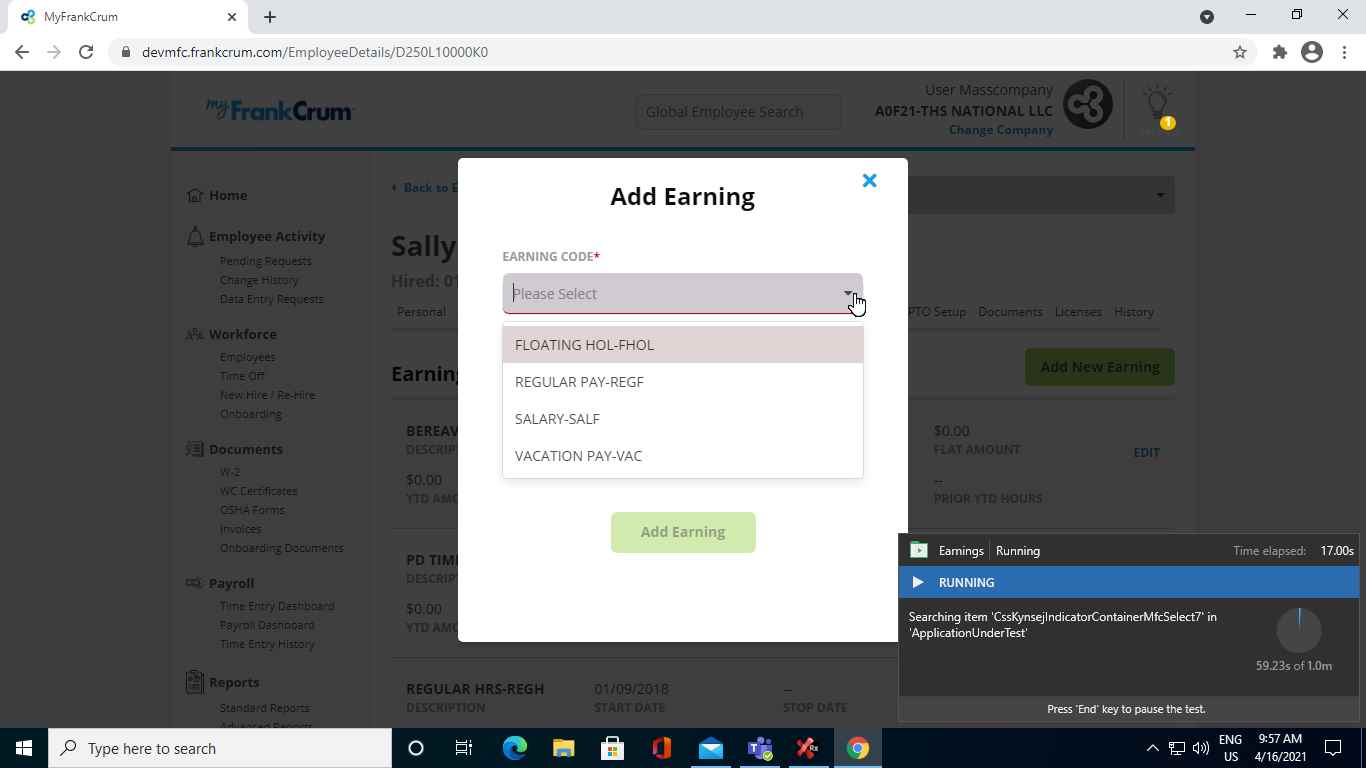 MyFrankCrum
devmfc.frankcrum.com/EmployeeDetails/D250L10000K0
myFrankCrum
Global Employee Search
User Masscompany
A0F21-THS NATIONAL LLC
Change Company
1
Home
Employee Activity
Pending Requests
Change History
Data Entry Requests
Workforce
Employees
Time Off
New Hire / Re-Hire
Onboarding
Documents
W-2
WC Certificates
OSHA Forms
Invoices
Onboarding Documents
Payroll
Time Entry Dashboard
Payroll Dashboard
Time Entry History
Reports
Standard Reports
Advanced Reports
Back to E
Sally
Hired: 01
Personal
PTO Setup Documents Licenses History
Earning
Add New Earning
BEREAV
DESCRIP
$0.00
FLAT AMOUNT
EDIT
$0.00
YTD AMO
--
PRIOR YTD HOURS
PD TIM
DESCRIP
$0.00
YTD AMO
REGULAR HRS-REGH
DESCRIPTION
01/09/2018
START DATE
--
STOP DATE
Add Earning
EARNING CODE*
Please Select
FLOATING HOL-FHOL
REGULAR PAY-REGF
SALARY-SALF
VACATION PAY-VAC
Add Earning
Earnings Running
Time elapsed: 17.00s
RUNNING
Searching item 'CssKynsejIndicatorContainerMfcSelect7' in
'ApplicationUnderTest'
59.23s of 1.0m
Press 'End' key to pause the test.
Type here to search
Rx
ENG
US
9:57 AM
4/16/2021